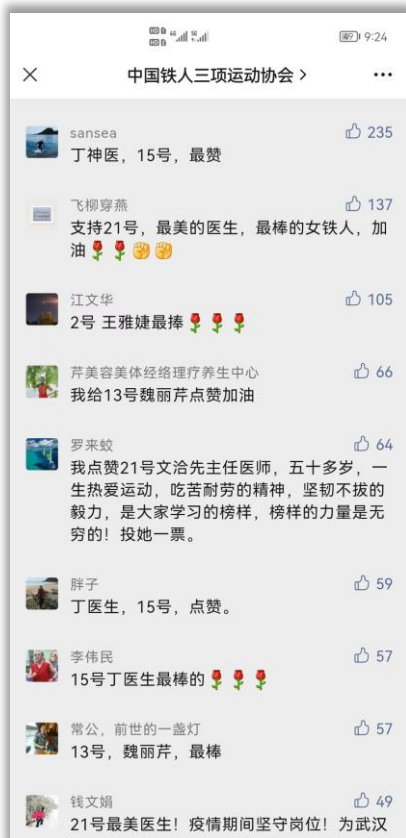 HD 1 HD 2 4G 5G 89 9:24
中国铁人三项运动协会 >
sansea 235
丁神医，15号，最赞
飞柳穿燕 137
支持21号，最美的医生，最棒的女铁人，加
油🌹🌹✊✊
江文华 105
2号 王雅婕最捧🌹🌹🌹
芹美容美体经络理疗养生中心 66
我给13号魏丽芹点赞加油
罗来蛟 64
我点赞21号文洽先主任医师，五十多岁，一
生热爱运动，吃苦耐劳的精神，坚韧不拔的
毅力，是大家学习的榜样，榜样的力量是无
穷的！投她一票。
胖子 59
丁医生，15号，点赞。
李伟民 57
15号丁医生最棒的🌹🌹🌹
常公，前世的一盏灯 57
13号，魏丽芹，最棒
钱文娟 49
21号最美医生！疫情期间坚守岗位！为武汉